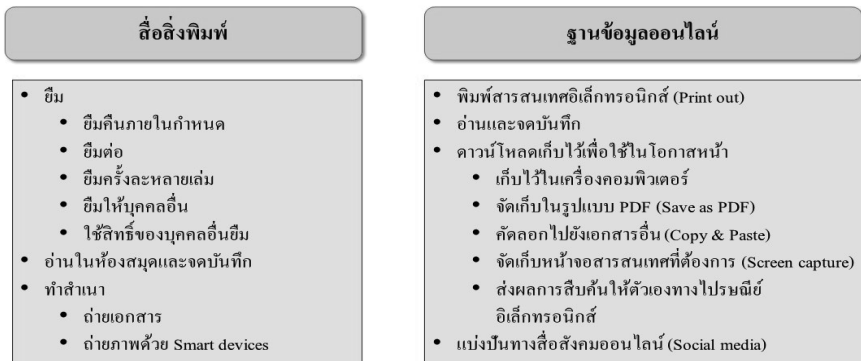 สื่อสิ่งพิมพ์
• ยืม
• ยืมคืนภายในกำหนด
• ยืมต่อ
• ยืมครั้งละหลายเล่ม
• ยืมให้บุคคลอื่น
• ใช้สิทธิ์ของบุคคลอื่นยืม
• อ่านในห้องสมุดและจดบันทึก
• ทำสำเนา
• ถ่ายเอกสาร
• ถ่ายภาพด้วย Smart devices
ฐานข้อมูลออนไลน์
• พิมพ์สารสนเทศอิเล็กทรอนิกส์ (Print out)
• อ่านและจดบันทึก
• ดาวน์โหลดเก็บไว้เพื่อใช้ในโอกาสหน้า
• เก็บไว้ในเครื่องคอมพิวเตอร์
• จัดเก็บในรูปแบบ PDF (Save as PDF)
• คัดลอกไปยังเอกสารอื่น (Copy & Paste)
• จัดเก็บหน้าจอสารสนเทศที่ต้องการ (Screen capture)
• ส่งผลการสืบค้นให้ตัวเองทางไปรษณีย์
อิเล็กทรอนิกส์
• แบ่งปันทางสื่อสังคมออนไลน์ (Social media)